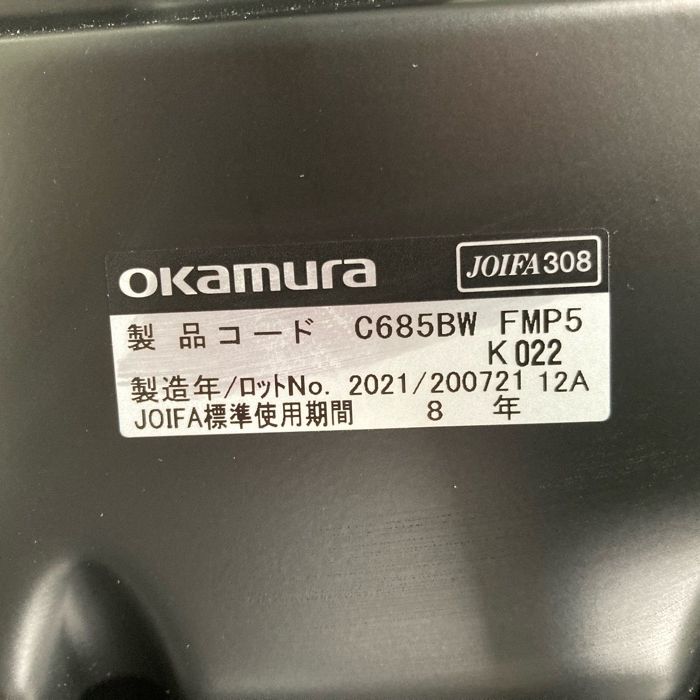 OKamura JOIFA308
製品コード C685BW FMP5
K022
製造年/ロットNo. 2021/200721 12A
JOIFA標準使用期間 8 年